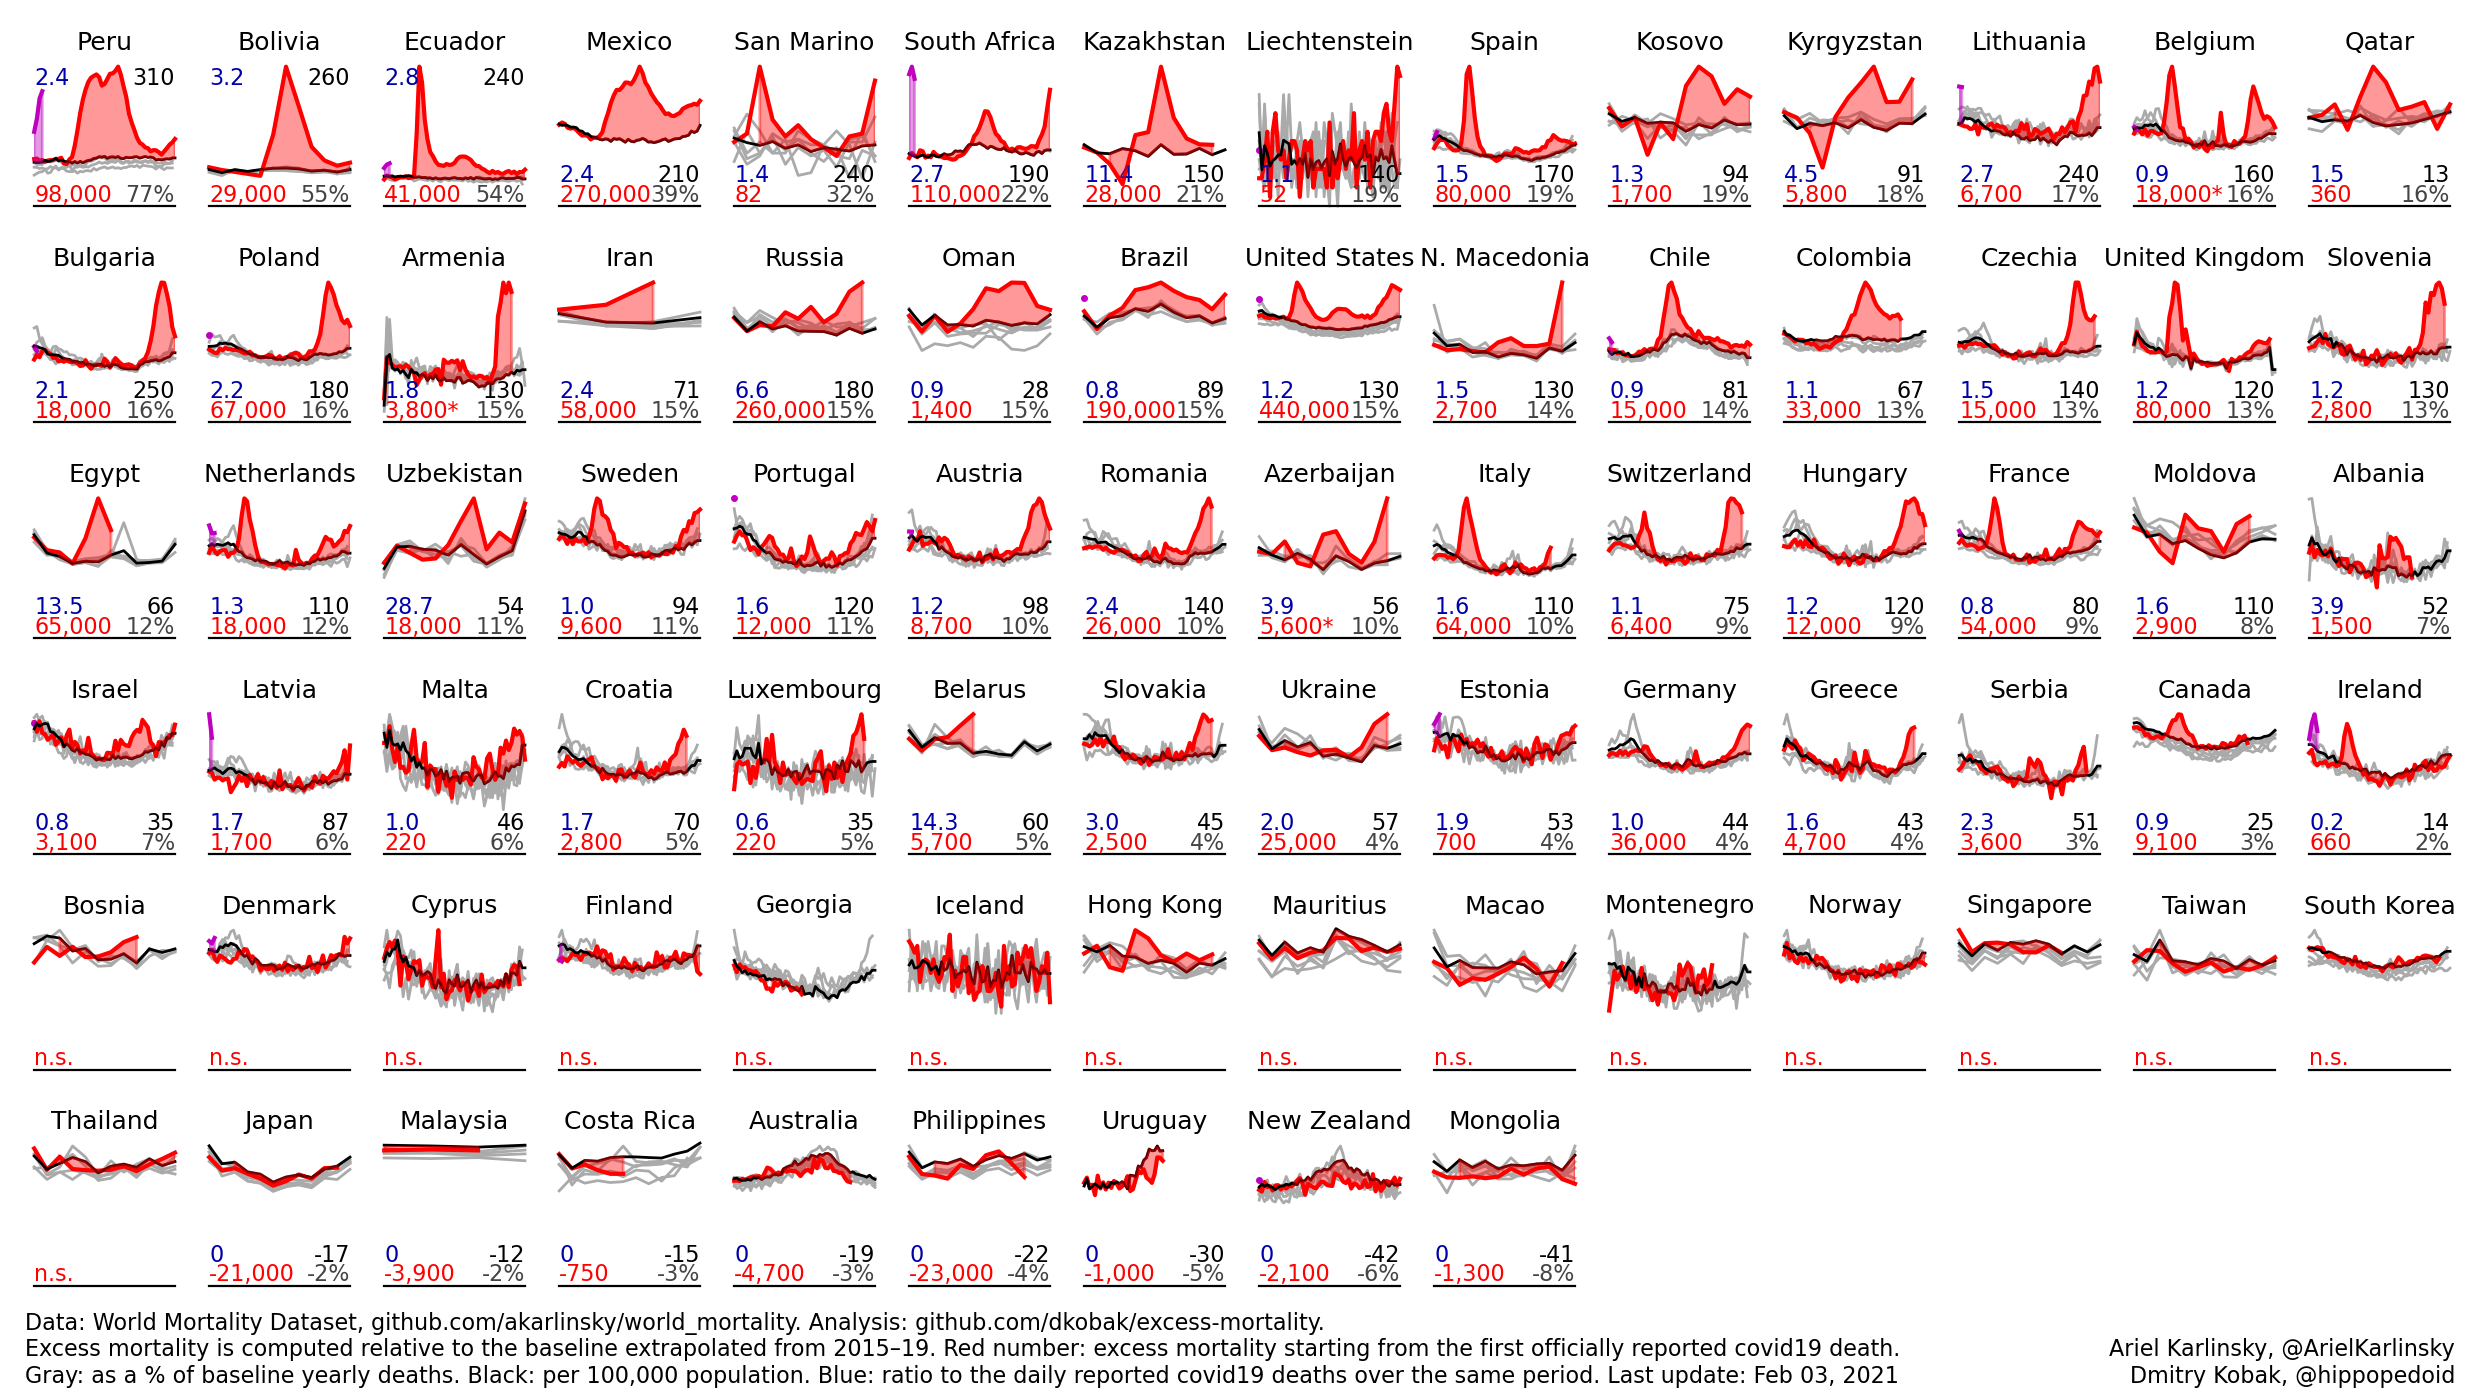 Peru Bolivia Ecuador Mexico San Marino South Africa Kazakhstan Liechtenstein Spain Kosovo Kyrgyzstan Lithuania Belgium Qatar
2.4 310 3.2 260 2.8 240
2.4 210 1.4 240 2.7 190 11.4 150 1.1 140 1.5 170 1.3 94 4.5 91 2.7 240 0.9 160 1.5 13
98,000 77% 29,000 55% 41,000 54% 270,000 39% 82 32% 110,000 22% 28,000 21% 52 19% 80,000 19% 1,700 19% 5,800 18% 6,700 17% 18,000* 16% 360 16%
Bulgaria Poland Armenia Iran Russia Oman Brazil United States N. Macedonia Chile Colombia Czechia United Kingdom Slovenia
2.1 250 2.2 180 1.8 130 2.4 71 6.6 180 0.9 28 0.8 89 1.2 130 1.5 130 0.9 81 1.1 67 1.5 140 1.2 120 1.2 130
18,000 16% 67,000 16% 3,800* 15% 58,000 15% 260,000 15% 1,400 15% 190,000 15% 440,000 15% 2,700 14% 15,000 14% 33,000 13% 15,000 13% 80,000 13% 2,800 13%
Egypt Netherlands Uzbekistan Sweden Portugal Austria Romania Azerbaijan Italy Switzerland Hungary France Moldova Albania
13.5 66 1.3 110 28.7 54 1.0 94 1.6 120 1.2 98 2.4 140 3.9 56 1.6 110 1.1 75 1.2 120 0.8 80 1.6 110 3.9 52
65,000 12% 18,000 12% 18,000 11% 9,600 11% 12,000 11% 8,700 10% 26,000 10% 5,600* 10% 64,000 10% 6,400 9% 12,000 9% 54,000 9% 2,900 8% 1,500 7%
Israel Latvia Malta Croatia Luxembourg Belarus Slovakia Ukraine Estonia Germany Greece Serbia Canada Ireland
0.8 35 1.7 87 1.0 46 1.7 70 0.6 35 14.3 60 3.0 45 2.0 57 1.9 53 1.0 44 1.6 43 2.3 51 0.9 25 0.2 14
3,100 7% 1,700 6% 220 6% 2,800 5% 220 5% 5,700 5% 2,500 4% 25,000 4% 700 4% 36,000 4% 4,700 4% 3,600 3% 9,100 3% 660 2%
Bosnia Denmark Cyprus Finland Georgia Iceland Hong Kong Mauritius Macao Montenegro Norway Singapore Taiwan South Korea
n.s. n.s. n.s. n.s. n.s. n.s. n.s. n.s. n.s. n.s. n.s. n.s. n.s. n.s.
Thailand Japan Malaysia Costa Rica Australia Philippines Uruguay New Zealand Mongolia
0 -17 0 -12 0 -15 0 -19 0 -22 0 -30 0 -42 0 -41
n.s. -21,000 -2% -3,900 -2% -750 -3% -4,700 -3% -23,000 -4% -1,000 -5% -2,100 -6% -1,300 -8%
Data: World Mortality Dataset, github.com/akarlinsky/world_mortality. Analysis: github.com/dkobak/excess-mortality.
Excess mortality is computed relative to the baseline extrapolated from 2015–19. Red number: excess mortality starting from the first officially reported covid19 death. Ariel Karlinsky, @ArielKarlinsky
Gray: as a % of baseline yearly deaths. Black: per 100,000 population. Blue: ratio to the daily reported covid19 deaths over the same period. Last update: Feb 03, 2021 Dmitry Kobak, @hippopedoid